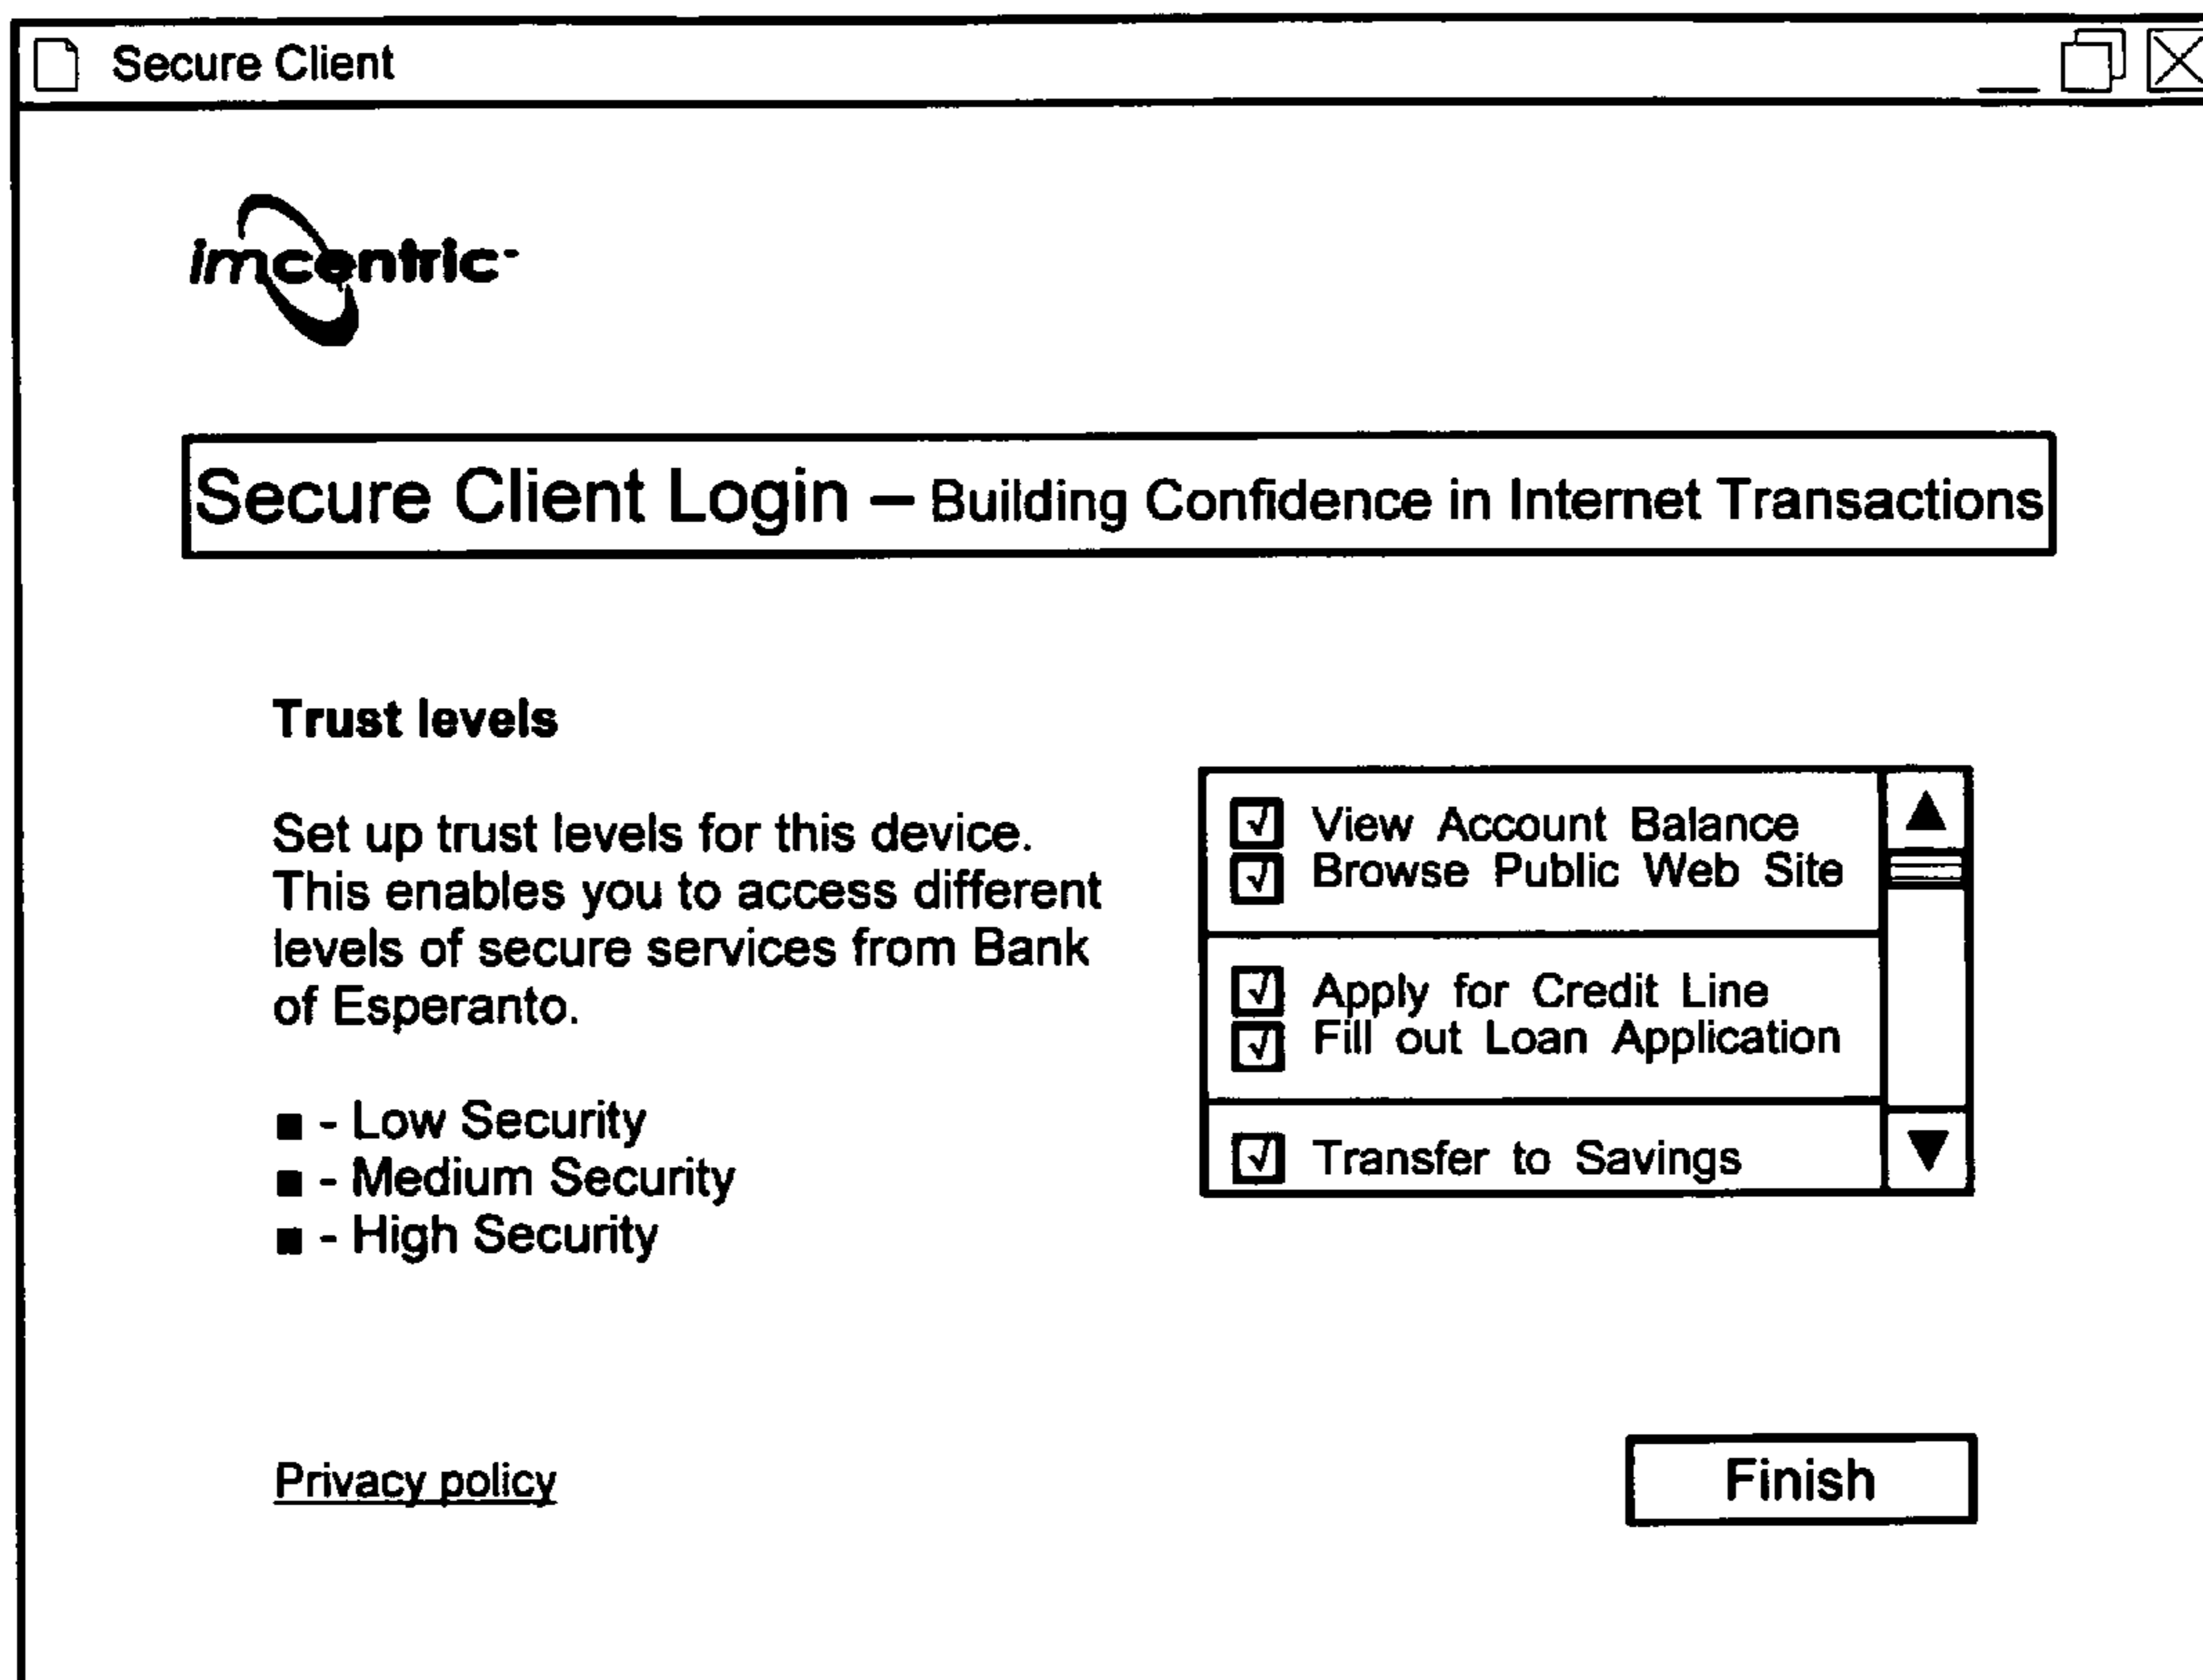 Secure Client
imcentric
Secure Client Login — Building Confidence in Internet Transactions
Trust levels
Set up trust levels for this device.
This enables you to access different
levels of secure services from Bank
of Esperanto.
- Low Security
- Medium Security
- High Security
View Account Balance
Browse Public Web Site
Apply for Credit Line
Fill out Loan Application
Transfer to Savings
Privacy policy
Finish